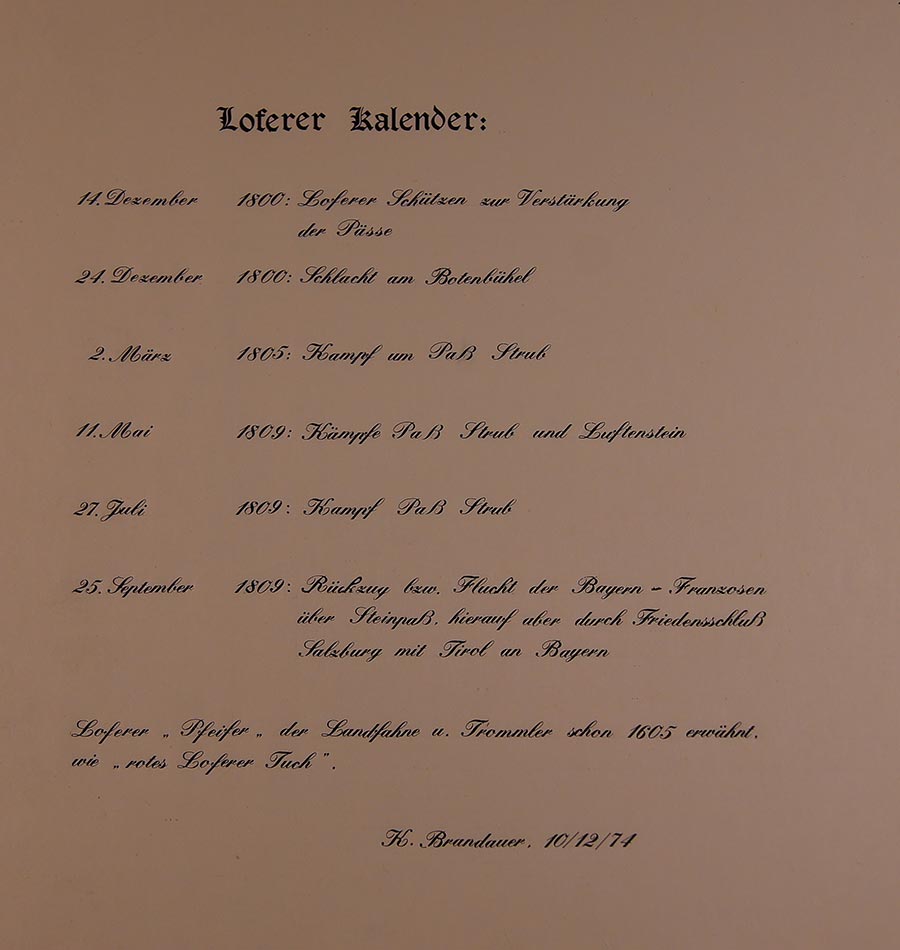 Loferer Kalender:
14. Dezember 1800: Loferer Schützen zur Verstärkung
der Pässe
24. Dezember 1800: Schlacht am Botenbühel
2. März 1805: Kampf um Paß Strub
11. Mai 1809: Kämpfe Paß Strub und Luftenstein
27. Juli 1809: Kampf Paß Strub
25. September 1809: Rückzug bzw. Flucht der Bayern - Franzosen
über Steinpaß, hierauf aber durch Friedensschluß
Salzburg mit Tirol an Bayern
Loferer „ Pfeifer „ der Landfahne u. Trommler schon 1605 erwähnt,
wie „ rotes Loferer Tuch ".
K. Brandauer, 10/12/74